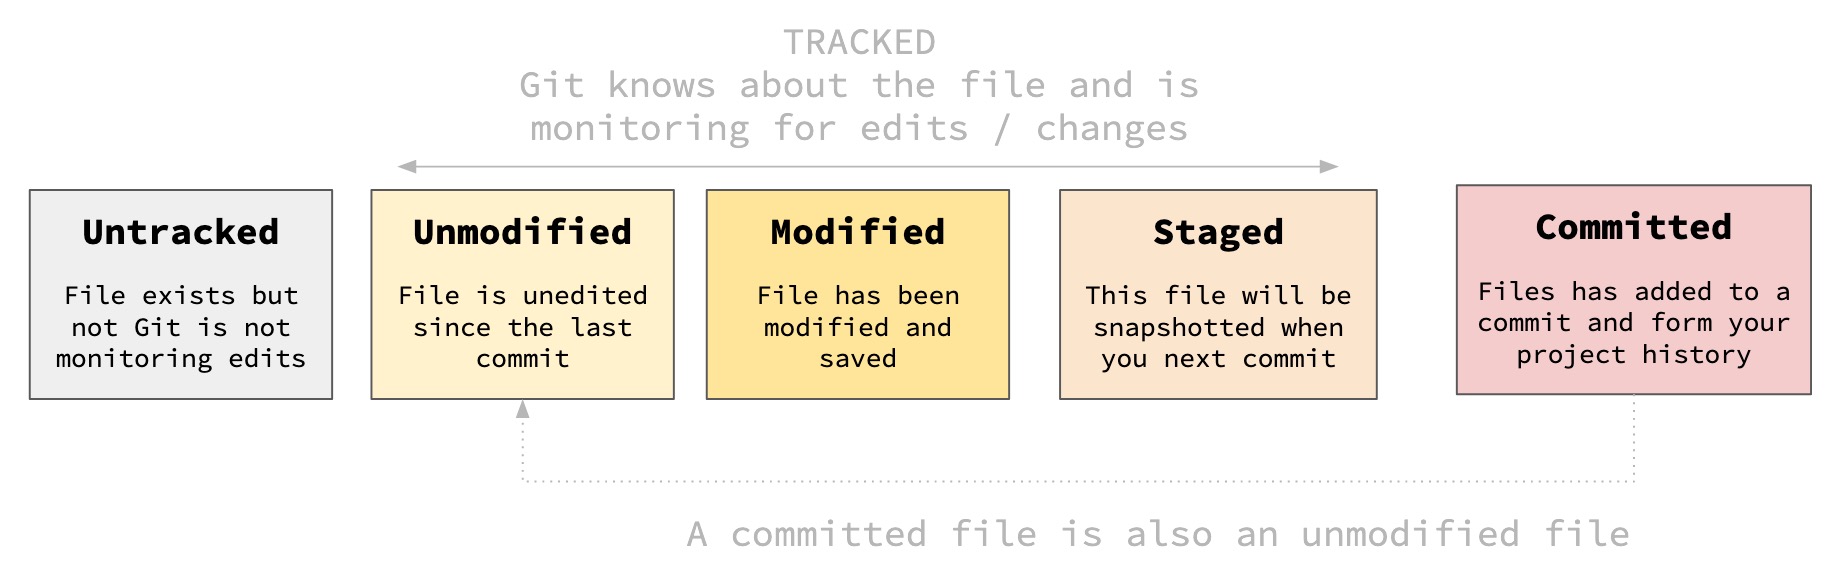 TRACKED
Git knows about the file and is
monitoring for edits / changes
Untracked
File exists but
not Git is not
monitoring edits
Unmodified
File is unedited
since the last
commit
Modified
File has been
modified and
saved
Staged
This file will be
snapshotted when
you next commit
Committed
Files has added to a
commit and form your
project history
A committed file is also an unmodified file